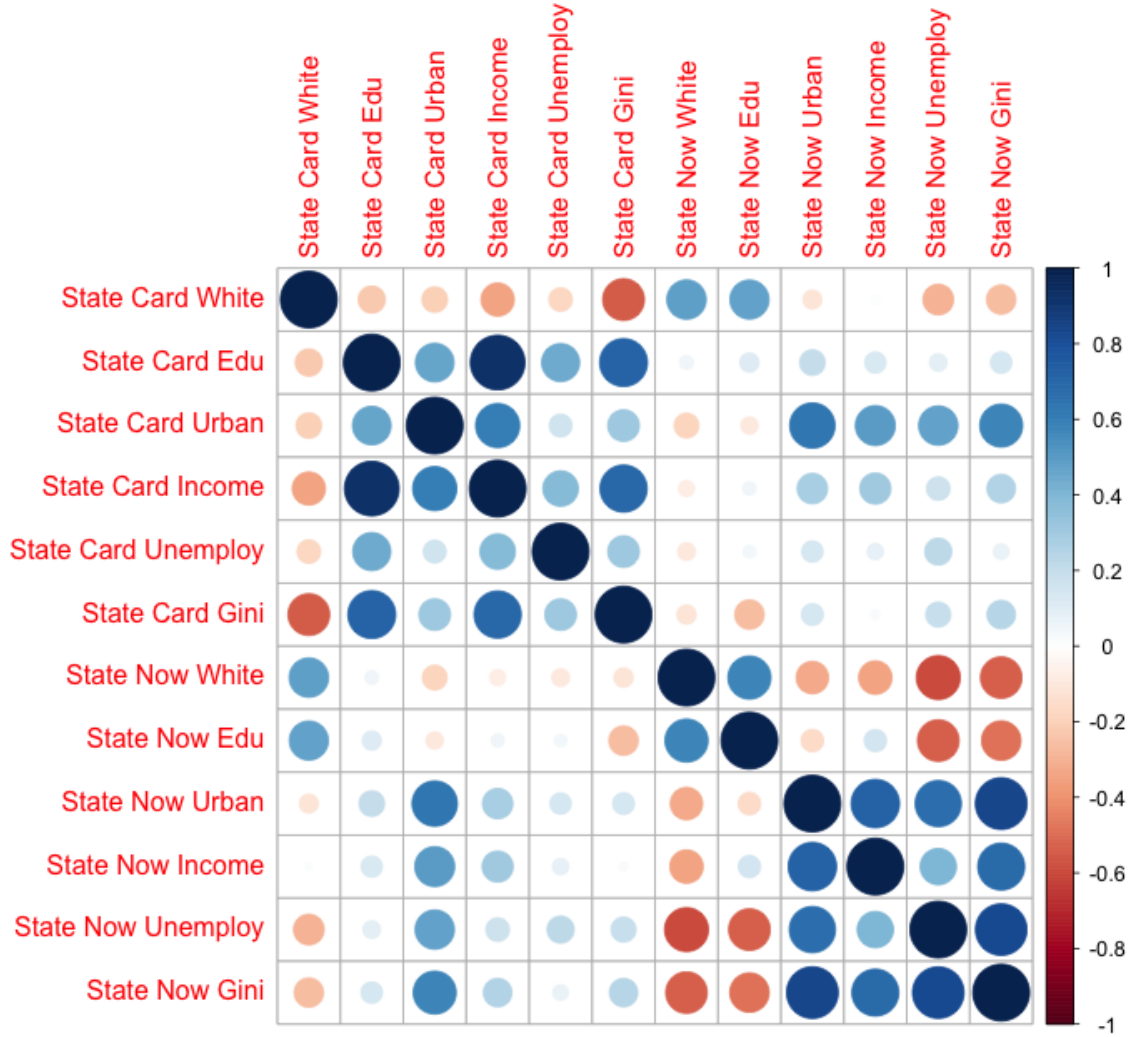 State Card White
State Card Edu
State Card Urban
State Card Income
State Card Unemploy
State Card Gini
State Now White
State Now Edu
State Now Urban
State Now Income
State Now Unemploy
State Now Gini
State Card White
State Card Edu
State Card Urban
State Card Income
State Card Unemploy
State Card Gini
State Now White
State Now Edu
State Now Urban
State Now Income
State Now Unemploy
State Now Gini
1
0.8
0.6
0.4
0.2
0
-0.2
-0.4
-0.6
-0.8
-1